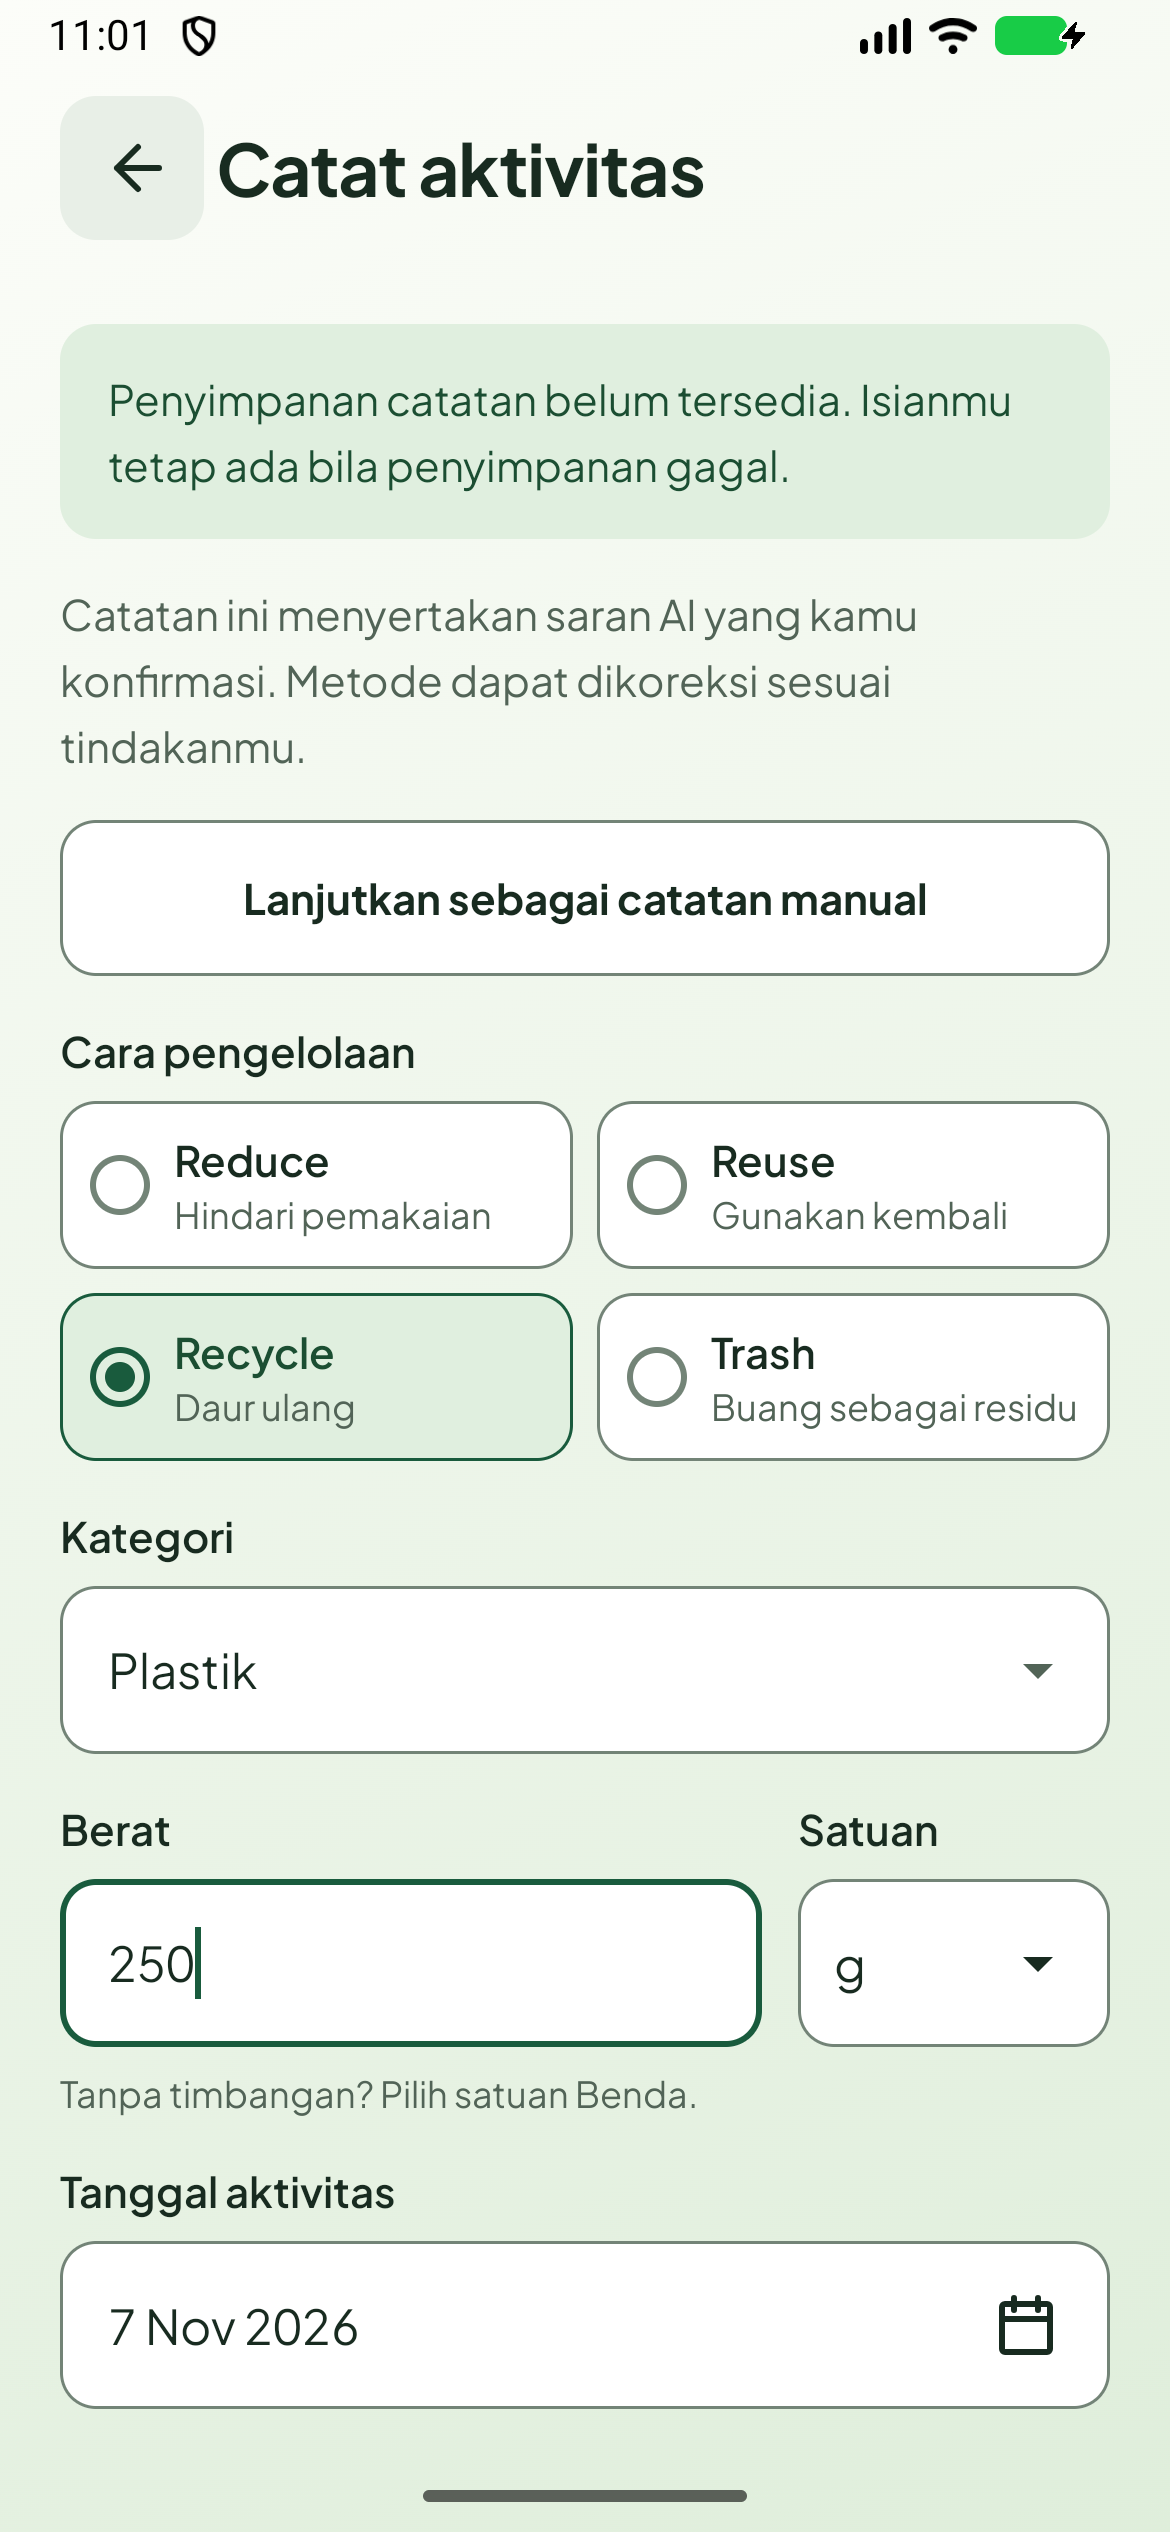 11:01
Catat aktivitas
Penyimpanan catatan belum tersedia. Isianmu
tetap ada bila penyimpanan gagal.
Catatan ini menyertakan saran AI yang kamu
konfirmasi. Metode dapat dikoreksi sesuai
tindakanmu.
Lanjutkan sebagai catatan manual
Cara pengelolaan
Reduce
Hindari pemakaian
Reuse
Gunakan kembali
Recycle
Daur ulang
Trash
Buang sebagai residu
Kategori
Plastik
Berat
Satuan
250
g
Tanpa timbangan? Pilih satuan Benda.
Tanggal aktivitas
7 Nov 2026